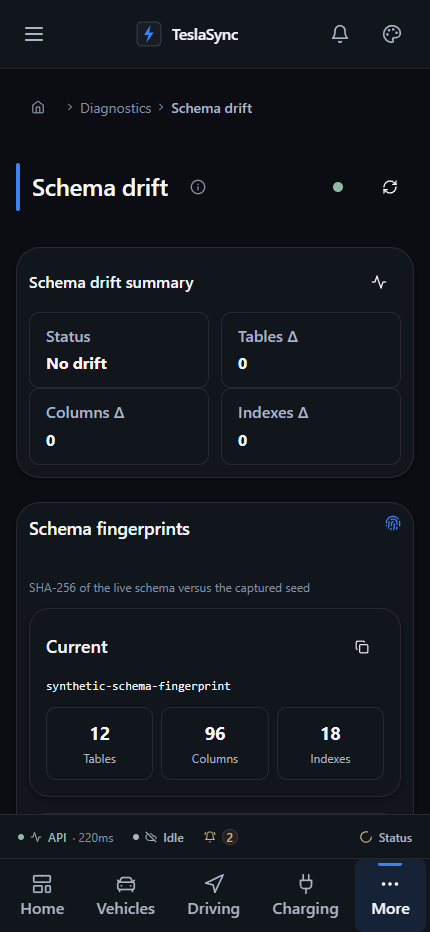 TeslaSync
Diagnostics Schema drift
Schema drift
Schema drift summary
Status
No drift
Tables Δ
0
Columns Δ
0
Indexes Δ
0
Schema fingerprints
SHA-256 of the live schema versus the captured seed
Current
synthetic-schema-fingerprint
12
Tables
96
Columns
18
Indexes
API · 220ms Idle 2 Status
Home Vehicles Driving Charging More